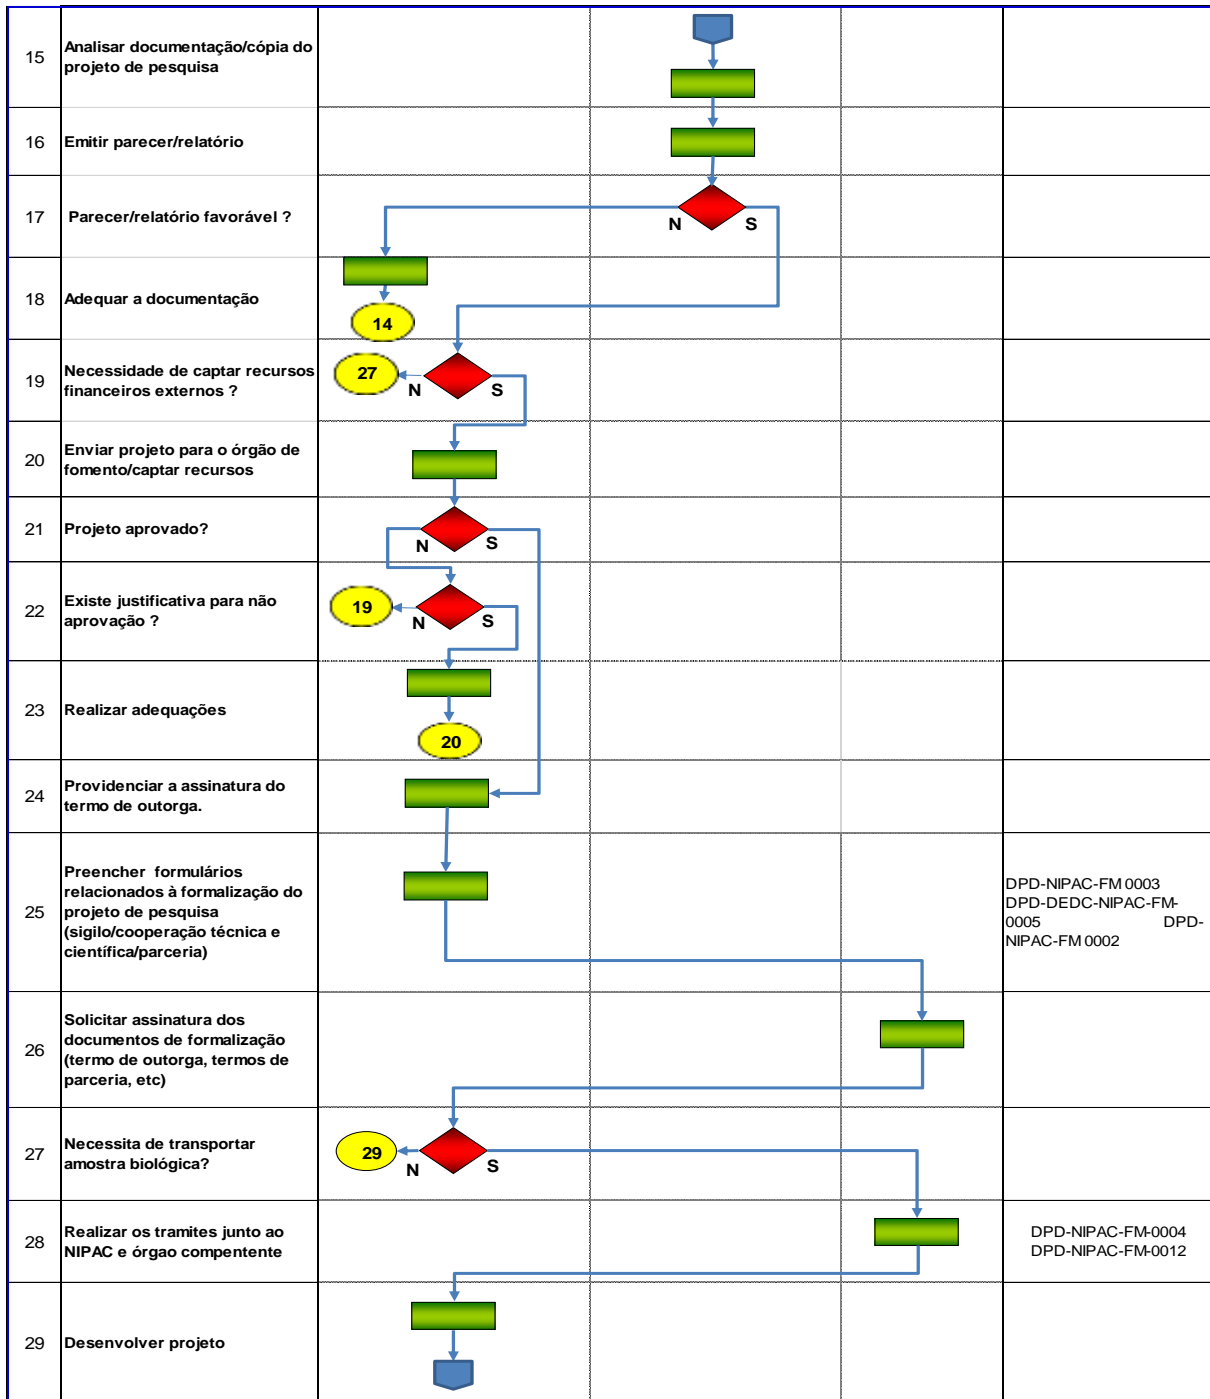 15
Analisar documentação/cópia do
projeto de pesquisa
16
Emitir parecer/relatório
17
Parecer/relatório favorável ?
N
S
18
Adequar a documentação
14
19
Necessidade de captar recursos
financeiros externos ?
27
N
S
20
Enviar projeto para o órgão de
fomento/captar recursos
21
Projeto aprovado?
N
S
22
Existe justificativa para não
aprovação ?
19
N
S
23
Realizar adequações
20
24
Providenciar a assinatura do
termo de outorga.
25
Preencher formulários
relacionados à formalização do
projeto de pesquisa
(sigilo/cooperação técnica e
científica/parceria)
DPD-NIPAC-FM 0003
DPD-DEDC-NIPAC-FM-
0005 DPD-
NIPAC-FM 0002
26
Solicitar assinatura dos
documentos de formalização
(termo de outorga, termos de
parceria, etc)
27
Necessita de transportar
amostra biológica?
29
N
S
28
Realizar os tramites junto ao
NIPAC e órgao compentente
DPD-NIPAC-FM-0004
DPD-NIPAC-FM-0012
29
Desenvolver projeto